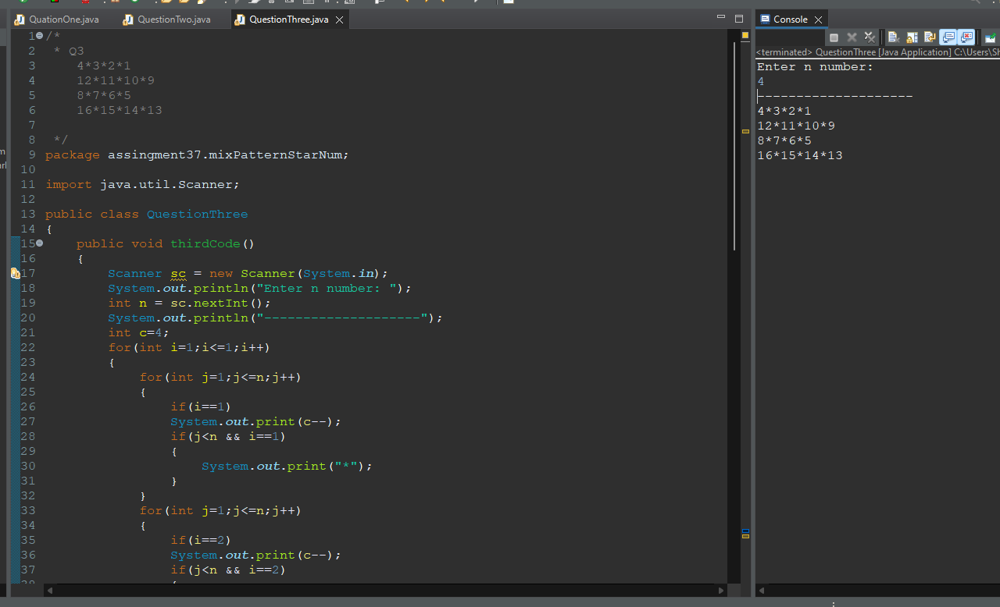 QuationOne.java
QuestionTwo.java
QuestionThree.java
1 /*
2  * Q3
3     4*3*2*1
4     12*11*10*9
5     8*7*6*5
6     16*15*14*13
7
8  */
9 package assingment37.mixPatternStarNum;
10
11 import java.util.Scanner;
12
13 public class QuestionThree
14 {
15     public void thirdCode()
16     {
17         Scanner sc = new Scanner(System.in);
18         System.out.println("Enter n number: ");
19         int n = sc.nextInt();
20         System.out.println("--------------------");
21         int c=4;
22         for(int i=1;i<=1;i++)
23         {
24             for(int j=1;j<=n;j++)
25             {
26                 if(i==1)
27                 System.out.print(c--);
28                 if(j<n && i==1)
29                 {
30                     System.out.print("*");
31                 }
32             }
33             for(int j=1;j<=n;j++)
34             {
35                 if(i==2)
36                 System.out.print(c--);
37                 if(j<n && i==2)
38                 {
Console
<terminated> QuestionThree [Java Application] C:\Users\Sh
Enter n number:
4
--------------------
4*3*2*1
12*11*10*9
8*7*6*5
16*15*14*13